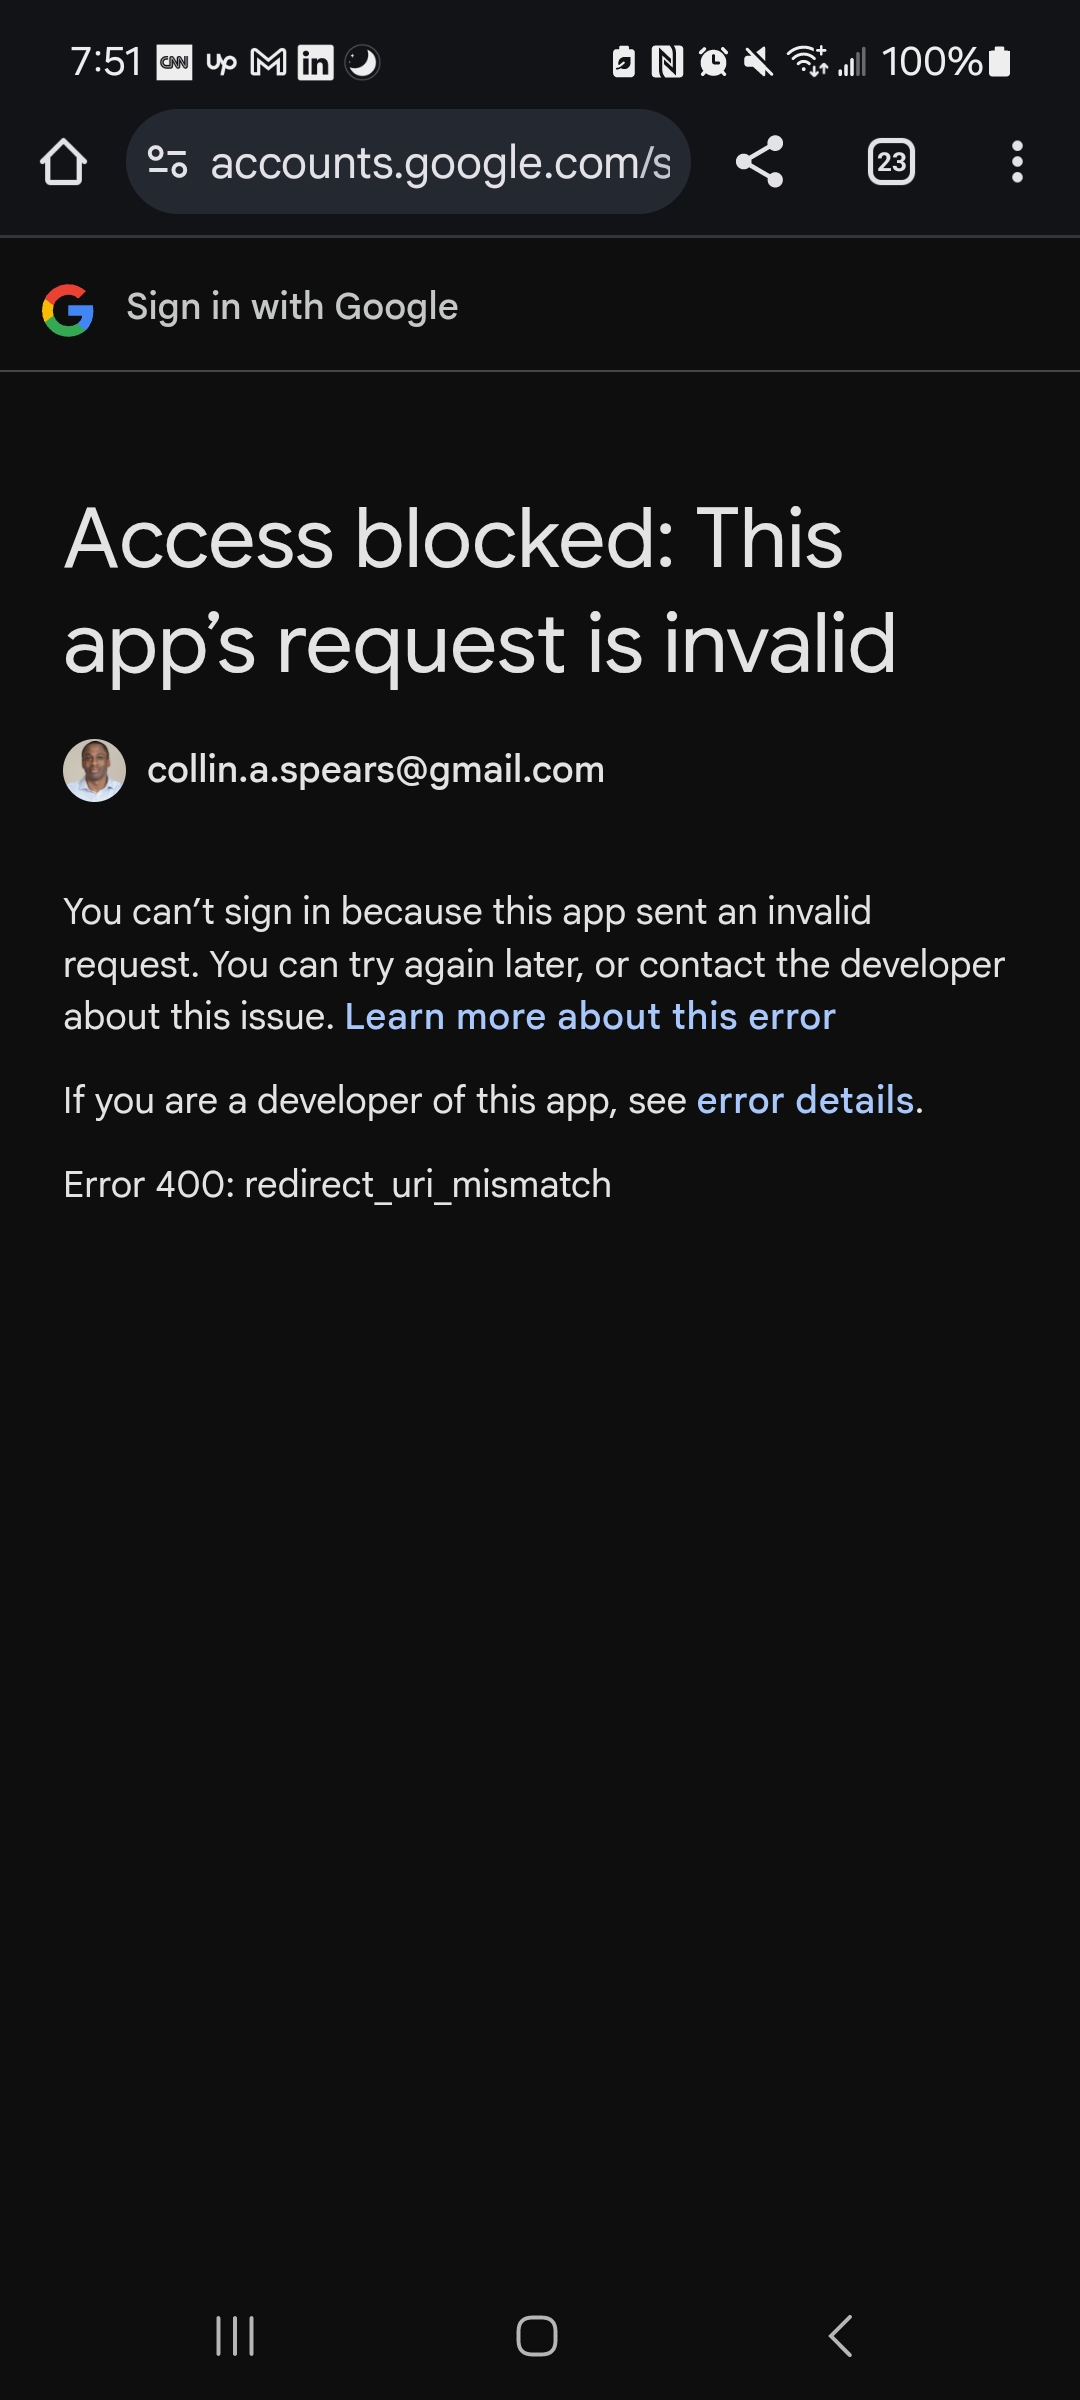 7:51 CNN up M in 100%
accounts.google.com/s 23
G Sign in with Google
Access blocked: This
app’s request is invalid
collin.a.spears@gmail.com
You can’t sign in because this app sent an invalid
request. You can try again later, or contact the developer
about this issue. Learn more about this error
If you are a developer of this app, see error details.
Error 400: redirect_uri_mismatch